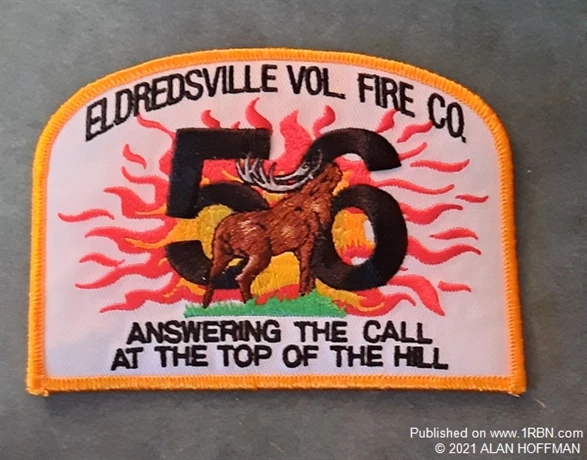 ELDREDSVILLE VOL. FIRE CO.
56
ANSWERING THE CALL
AT THE TOP OF THE HILL
Published on www.1RBN.com
© 2021 ALAN HOFFMAN